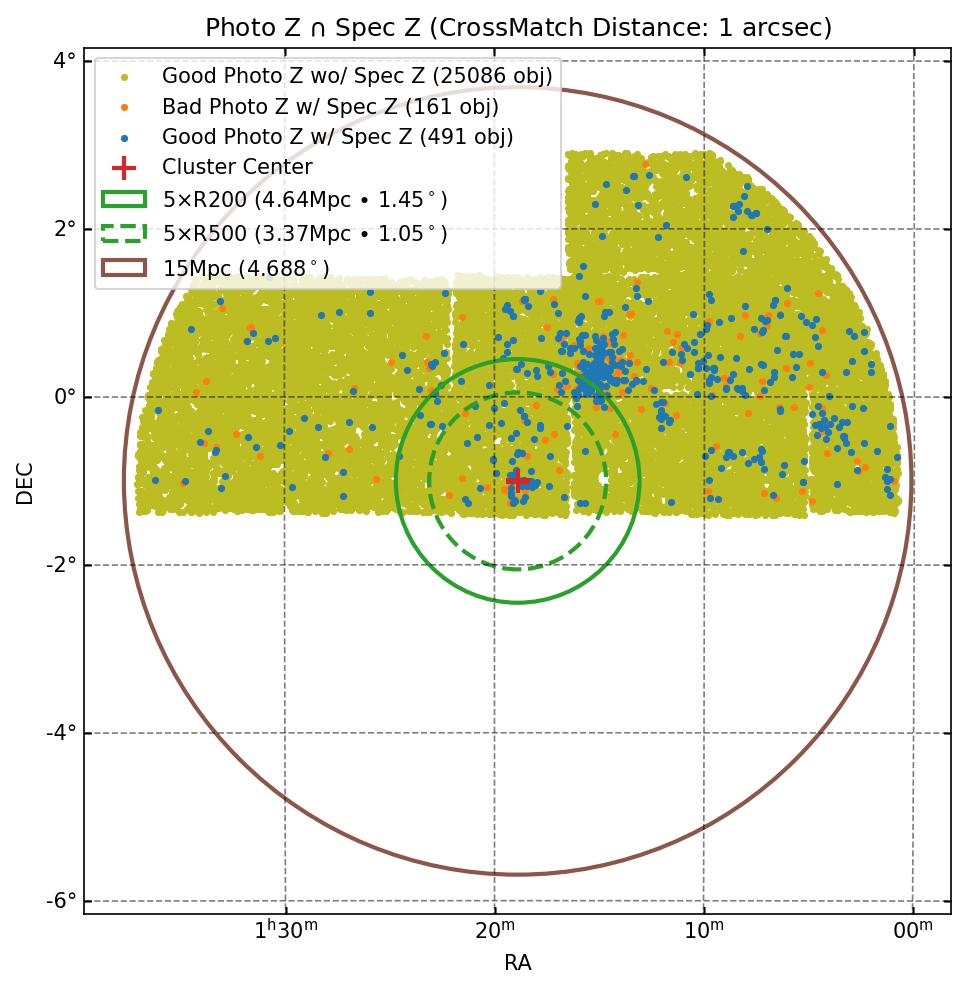 Photo Z ∩ Spec Z (CrossMatch Distance: 1 arcsec)
4°
Good Photo Z wo/ Spec Z (25086 obj)
Bad Photo Z w/ Spec Z (161 obj)
Good Photo Z w/ Spec Z (491 obj)
Cluster Center
5×R200 (4.64Mpc • 1.45°)
2°
5×R500 (3.37Mpc • 1.05°)
15Mpc (4.688°)
0°
DEC
-2°
-4°
-6°
1ʰ30ᵐ 20ᵐ 10ᵐ 00ᵐ
RA